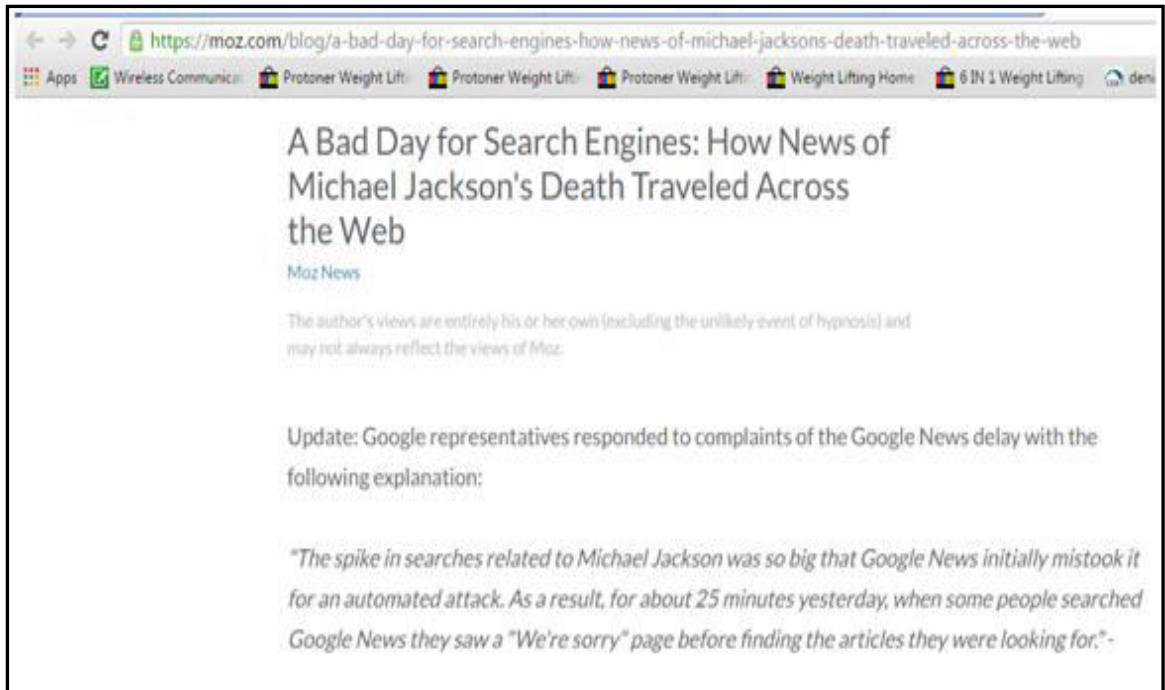 https://moz.com/blog/a-bad-day-for-search-engines-how-news-of-michael-jacksons-death-traveled-across-the-web
Apps Wireless Communica Protoner Weight Lift Protoner Weight Lift Protoner Weight Lift Weight Lifting Home 6 IN 1 Weight Lifting deni
A Bad Day for Search Engines: How News of
Michael Jackson's Death Traveled Across
the Web
Moz News
The author's views are entirely his or her own (excluding the unlikely event of hypnosis) and
may not always reflect the views of Moz.
Update: Google representatives responded to complaints of the Google News delay with the
following explanation:
"The spike in searches related to Michael Jackson was so big that Google News initially mistook it
for an automated attack. As a result, for about 25 minutes yesterday, when some people searched
Google News they saw a "We're sorry" page before finding the articles they were looking for." -